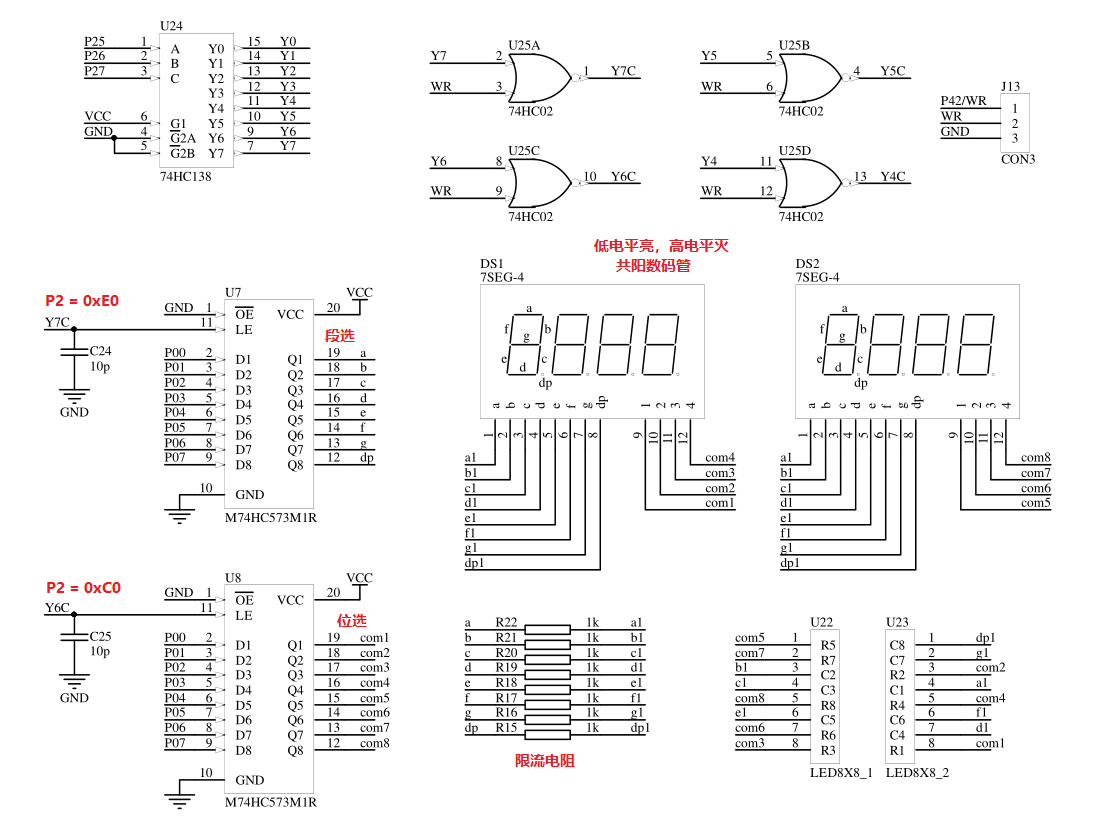 U24
P25 1 A Y0 15 Y0
P26 2 B Y1 14 Y1
P27 3 C Y2 13 Y2
Y3 12 Y3
Y4 11 Y4
VCC 6 G1 Y5 10 Y5
GND 4 G2A Y6 9 Y6
5 G2B Y7 7 Y7
74HC138
U25A
Y7 2 1 Y7C
WR 3
74HC02
U25B
Y5 5 4 Y5C
WR 6
74HC02
U25C
Y6 8 10 Y6C
WR 9
74HC02
U25D
Y4 11 13 Y4C
WR 12
74HC02
J13
P42/WR 1
WR 2
GND 3
CON3
低电平亮，高电平灭
共阳数码管
P2 = 0xE0
U7
VCC
GND 1 OE VCC 20
Y7C 11 LE
C24
10p
GND
段选
P00 2 D1 Q1 19 a
P01 3 D2 Q2 18 b
P02 4 D3 Q3 17 c
P03 5 D4 Q4 16 d
P04 6 D5 Q5 15 e
P05 7 D6 Q6 14 f
P06 8 D7 Q7 13 g
P07 9 D8 Q8 12 dp
10 GND
M74HC573M1R
DS1
7SEG-4
a
f b
g
e c
d
dp
a b c d e f g dp 1 2 3 4
1 2 3 4 5 6 7 8 9 10 11 12
a1 com4
b1 com3
c1 com2
d1 com1
e1
f1
g1
dp1
DS2
7SEG-4
a
f b
g
e c
d
dp
a b c d e f g dp 1 2 3 4
1 2 3 4 5 6 7 8 9 10 11 12
a1 com8
b1 com7
c1 com6
d1 com5
e1
f1
g1
dp1
P2 = 0xC0
U8
VCC
GND 1 OE VCC 20
Y6C 11 LE
C25
10p
GND
位选
P00 2 D1 Q1 19 com1
P01 3 D2 Q2 18 com2
P02 4 D3 Q3 17 com3
P03 5 D4 Q4 16 com4
P04 6 D5 Q5 15 com5
P05 7 D6 Q6 14 com6
P06 8 D7 Q7 13 com7
P07 9 D8 Q8 12 com8
10 GND
M74HC573M1R
a R22 1k a1
b R21 1k b1
c R20 1k c1
d R19 1k d1
e R18 1k e1
f R17 1k f1
g R16 1k g1
dp R15 1k dp1
限流电阻
U22
com5 1 R5
com7 2 R7
b1 3 C2
c1 4 C3
com8 5 R8
e1 6 C5
com6 7 R6
com3 8 R3
LED8X8_1
U23
C8 1 dp1
C7 2 g1
R2 3 com2
C1 4 a1
R4 5 com4
C6 6 f1
C4 7 d1
R1 8 com1
LED8X8_2